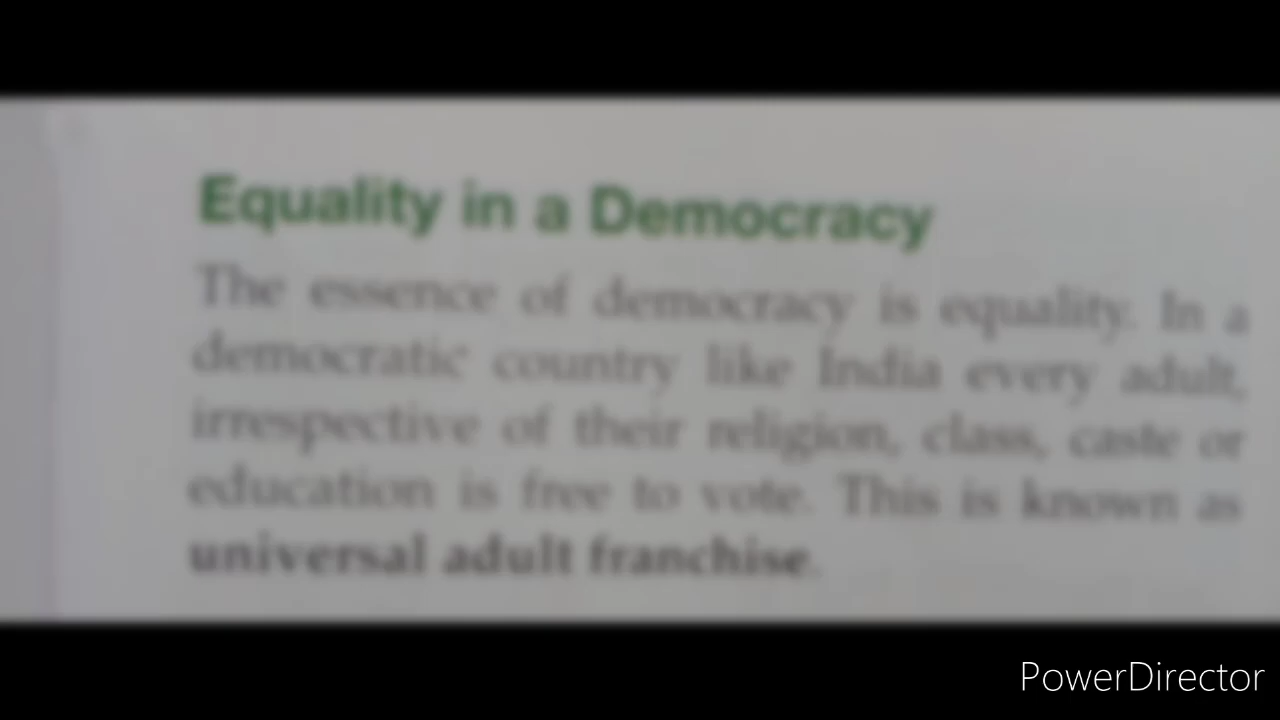 Equality in a Democracy
The essence of democracy is equality. In a
democratic country like India every adult,
irrespective of their religion, class, caste or
education is free to vote. This is known as
universal adult franchise.
PowerDirector